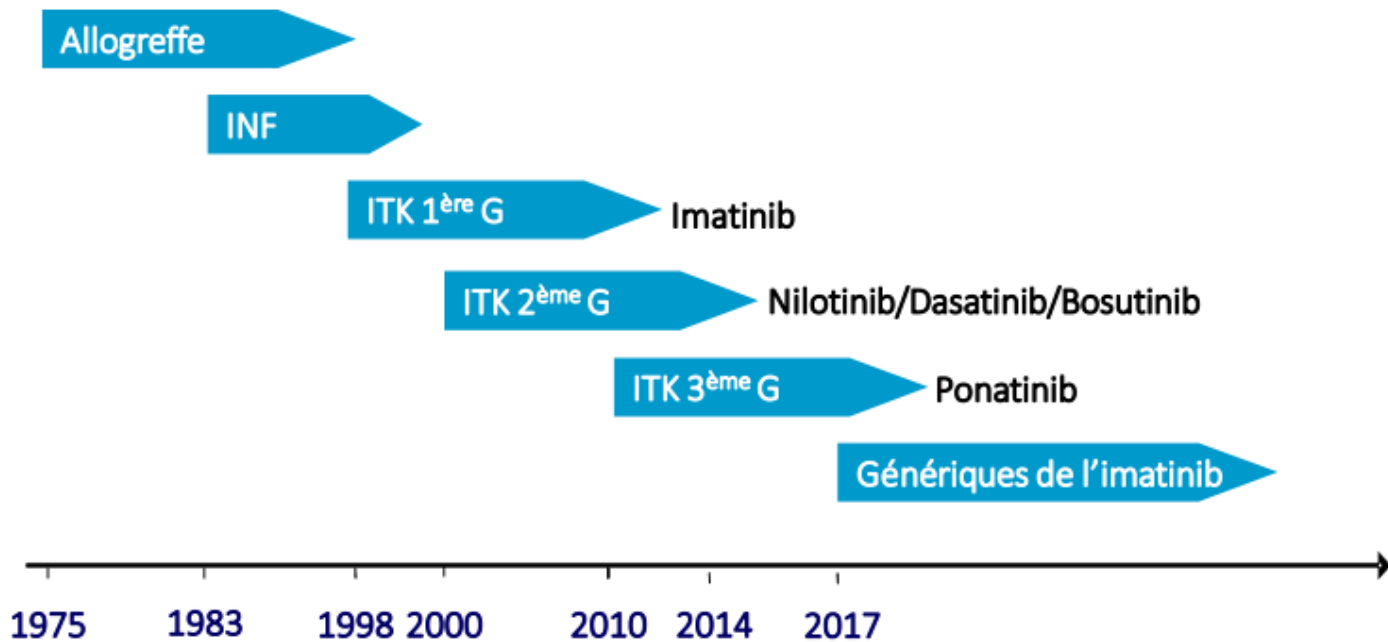 Allogreffe
INF
ITK 1ère G
Imatinib
ITK 2ème G
Nilotinib/Dasatinib/Bosutinib
ITK 3ème G
Ponatinib
Génériques de l’imatinib
1975 1983 1998 2000 2010 2014 2017